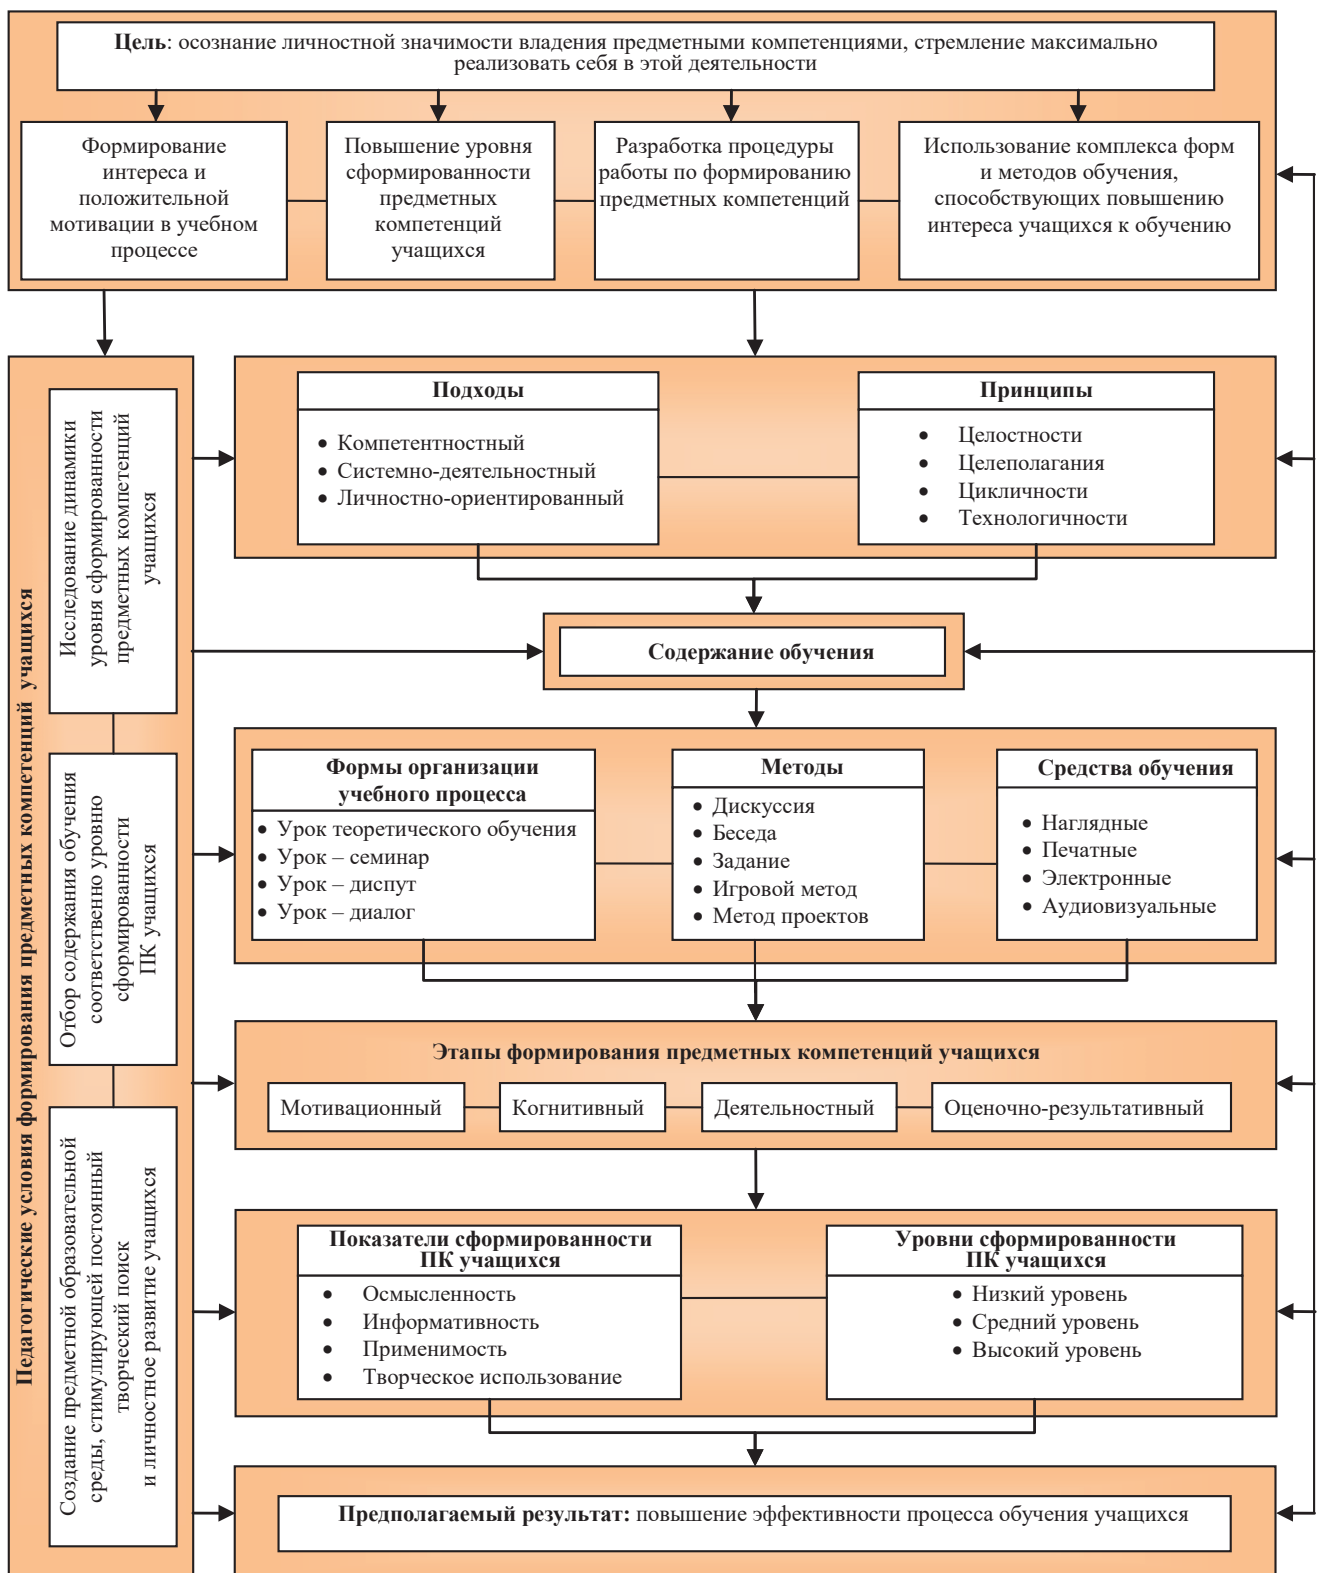 Цель: осознание личностной значимости владения предметными компетенциями, стремление максимально
реализовать себя в этой деятельности
Формирование
интереса и
положительной
мотивации в учебном
процессе
Повышение уровня
сформированности
предметных
компетенций
учащихся
Разработка процедуры
работы по формированию
предметных компетенций
Использование комплекса форм
и методов обучения,
способствующих повышению
интереса учащихся к обучению
Педагогические условия формирования предметных компетенций учащихся
Исследование динамики
уровня сформированности
предметных компетенций
учащихся
Отбор содержания обучения
соответственно уровню
сформированности
ПК учащихся
Создание предметной образовательной
среды, стимулирующей постоянный
творческий поиск
и личностное развитие учащихся
Подходы
• Компетентностный
• Системно-деятельностный
• Личностно-ориентированный
Принципы
• Целостности
• Целеполагания
• Цикличности
• Технологичности
Содержание обучения
Формы организации
учебного процесса
• Урок теоретического обучения
• Урок – семинар
• Урок – диспут
• Урок – диалог
Методы
• Дискуссия
• Беседа
• Задание
• Игровой метод
• Метод проектов
Средства обучения
• Наглядные
• Печатные
• Электронные
• Аудиовизуальные
Этапы формирования предметных компетенций учащихся
Мотивационный
Когнитивный
Деятельностный
Оценочно-результативный
Показатели сформированности
ПК учащихся
• Осмысленность
• Информативность
• Применимость
• Творческое использование
Уровни сформированности
ПК учащихся
• Низкий уровень
• Средний уровень
• Высокий уровень
Предполагаемый результат: повышение эффективности процесса обучения учащихся